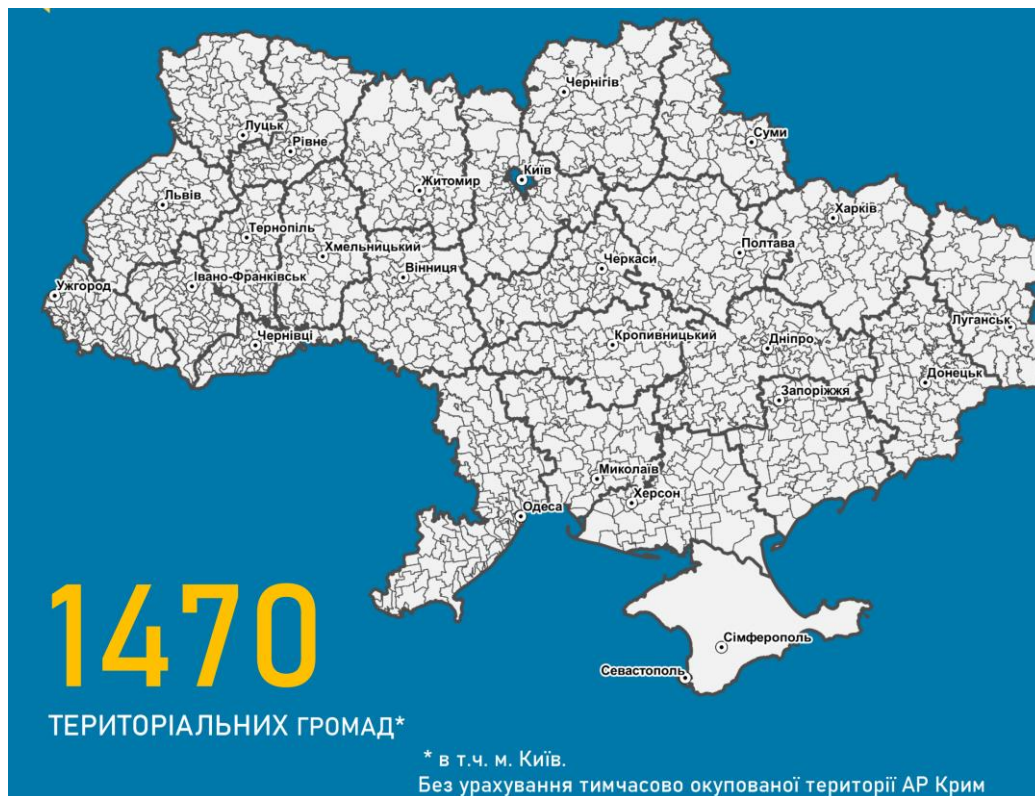 Чернігів
Суми
Луцьк
Рівне
Київ
Житомир
Львів
Харків
Тернопіль
Хмельницький
Полтава
Черкаси
Вінниця
Івано-Франківськ
Ужгород
Луганськ
Чернівці
Кропивницький
Дніпро
Донецьк
Запоріжжя
Миколаїв
Херсон
Одеса
Сімферополь
Севастополь
1470
ТЕРИТОРІАЛЬНИХ ГРОМАД*
* в т.ч. м. Київ.
Без урахування тимчасово окупованої території АР Крим